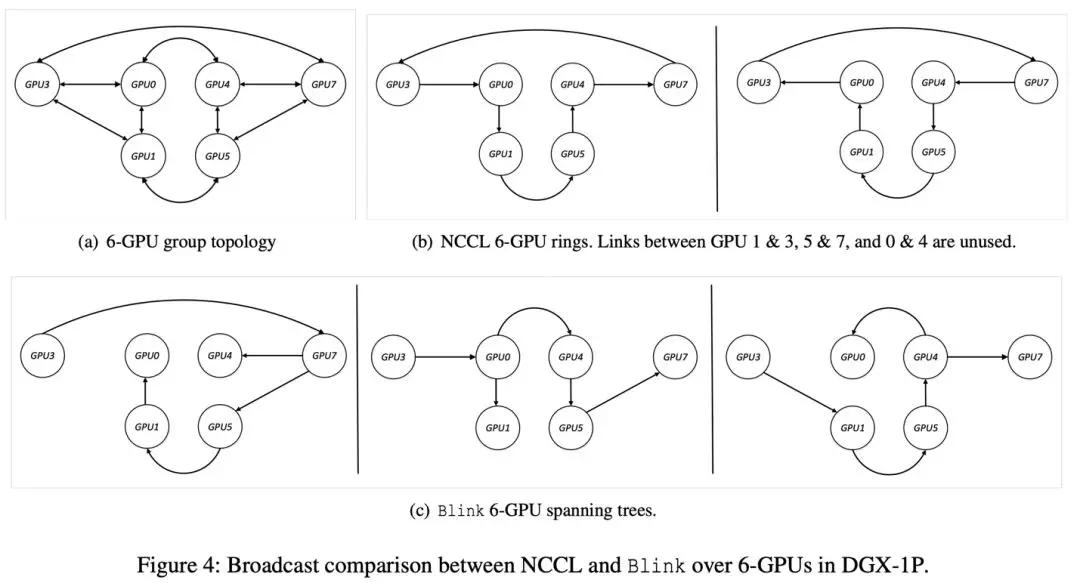 GPU3 GPU0 GPU4 GPU7
GPU1 GPU5
(a) 6-GPU group topology
GPU3 GPU0 GPU4 GPU7
GPU1 GPU5
GPU3 GPU0 GPU4 GPU7
GPU1 GPU5
(b) NCCL 6-GPU rings. Links between GPU 1 & 3, 5 & 7, and 0 & 4 are unused.
GPU3 GPU0 GPU4 GPU7
GPU1 GPU5
GPU3 GPU0 GPU4 GPU7
GPU1 GPU5
GPU3 GPU0 GPU4 GPU7
GPU1 GPU5
(c) Blink 6-GPU spanning trees.
Figure 4: Broadcast comparison between NCCL and Blink over 6-GPUs in DGX-1P.